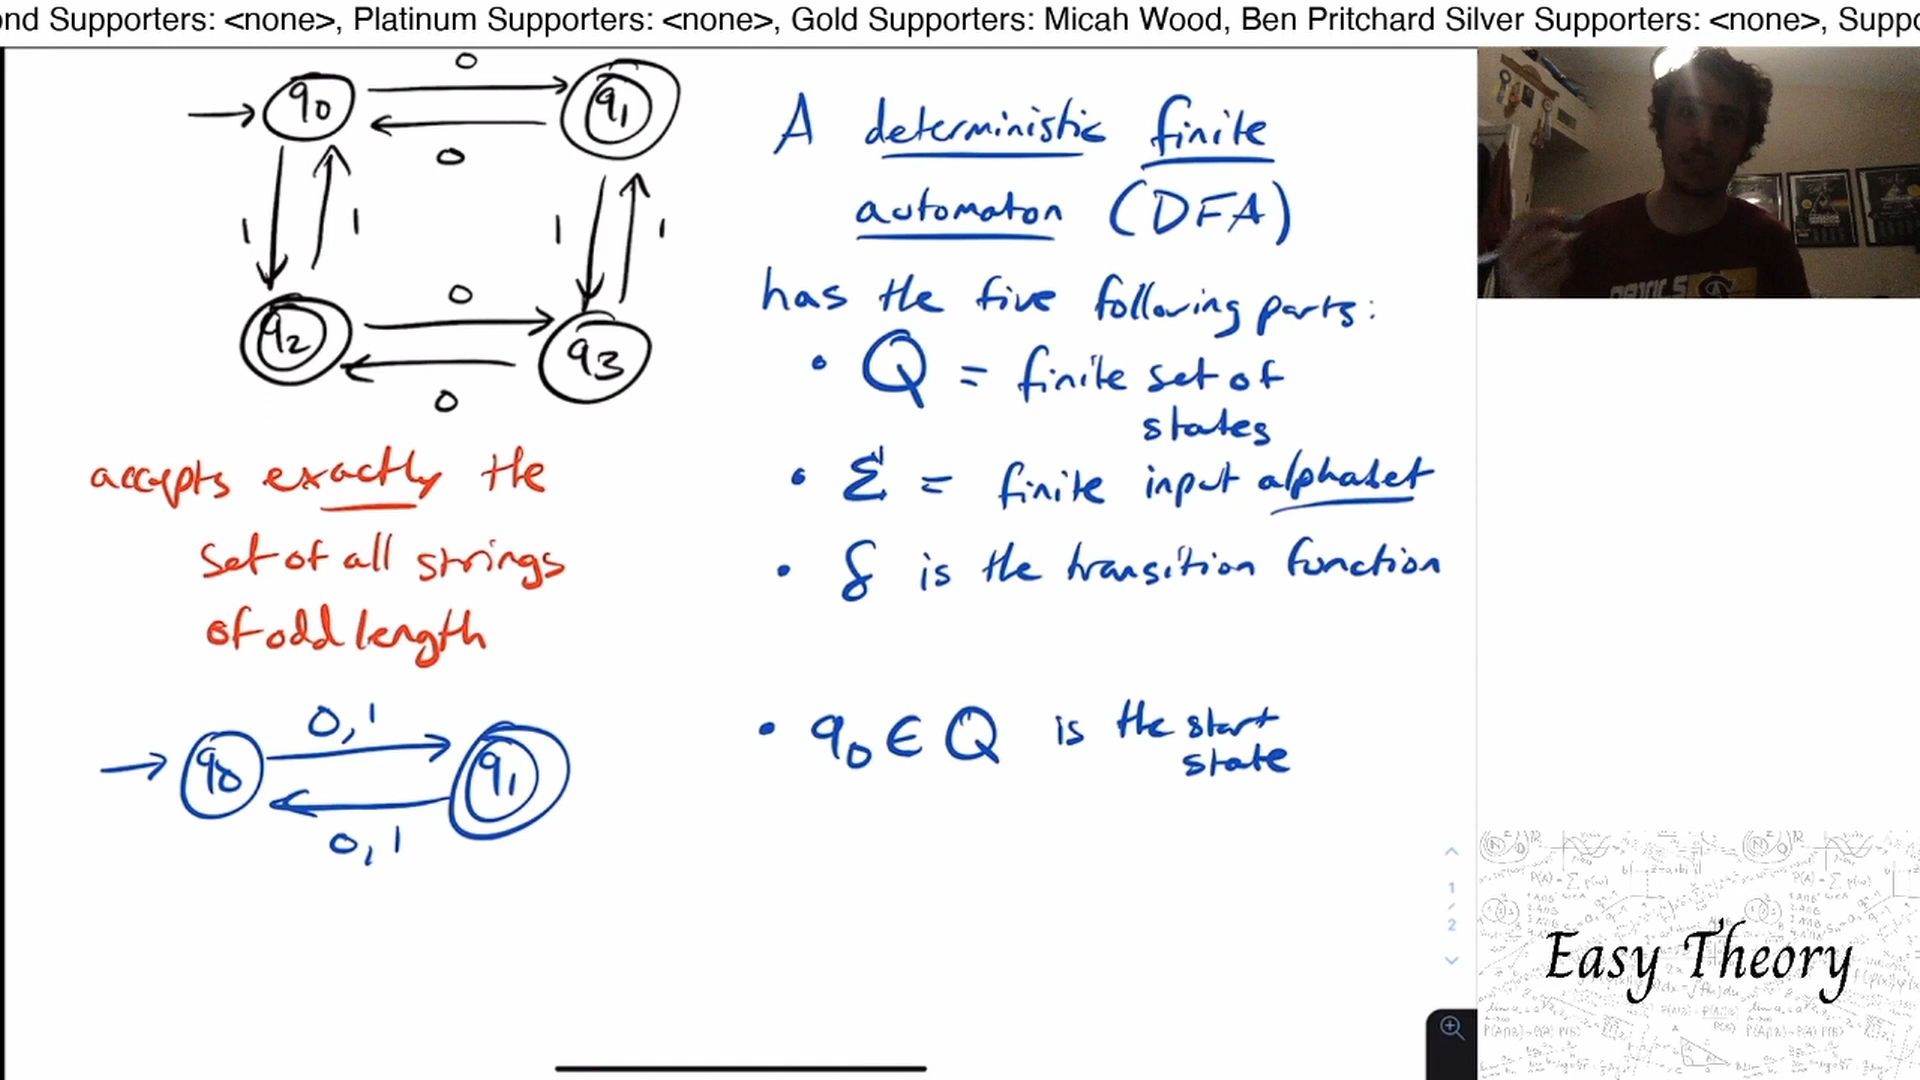 nd Supporters: <none>, Platinum Supporters: <none>, Gold Supporters: Micah Wood, Ben Pritchard Silver Supporters: <none>, Suppo
q0
0
q1
0
1
1
1
1
q2
0
q3
0
accepts exactly the
set of all strings
of odd length
q0
0,1
q1
0,1
A deterministic finite
automaton (DFA)
has the five following parts:
• Q = finite set of
states
• Σ = finite input alphabet
• δ is the transition function
• q0 ∈ Q is the start
state
1
/
2
Easy Theory